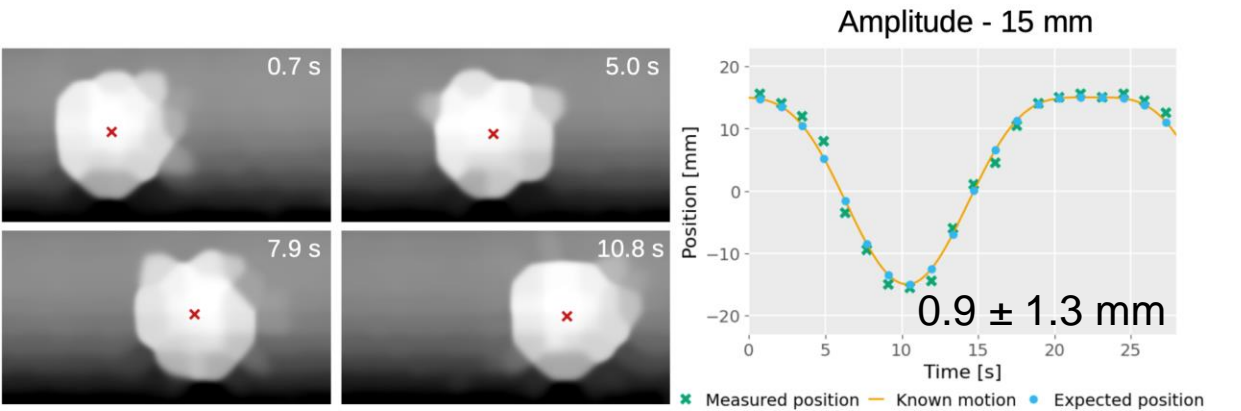 0.7 s
5.0 s
7.9 s
10.8 s
Amplitude - 15 mm
Position [mm]
20
10
0
−10
−20
0.9 ± 1.3 mm
0 5 10 15 20 25
Time [s]
Measured position Known motion Expected position